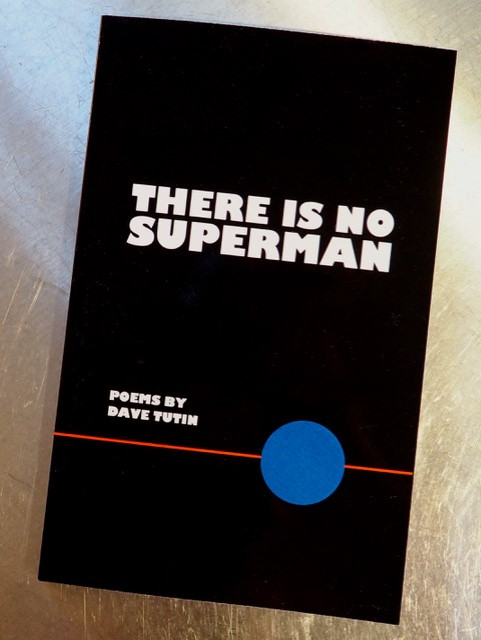 THERE IS NO
SUPERMAN
POEMS BY
DAVE TUTIN